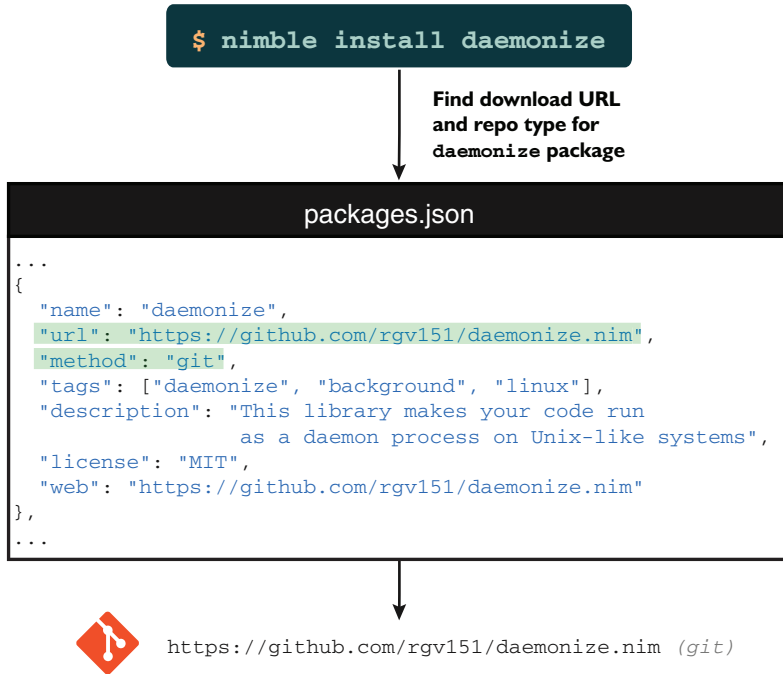 $ nimble install daemonize
Find download URL
and repo type for
daemonize package
packages.json
...
{
"name": "daemonize",
"url": "https://github.com/rgv151/daemonize.nim",
"method": "git",
"tags": ["daemonize", "background", "linux"],
"description": "This library makes your code run
as a daemon process on Unix-like systems",
"license": "MIT",
"web": "https://github.com/rgv151/daemonize.nim"
},
...
https://github.com/rgv151/daemonize.nim (git)